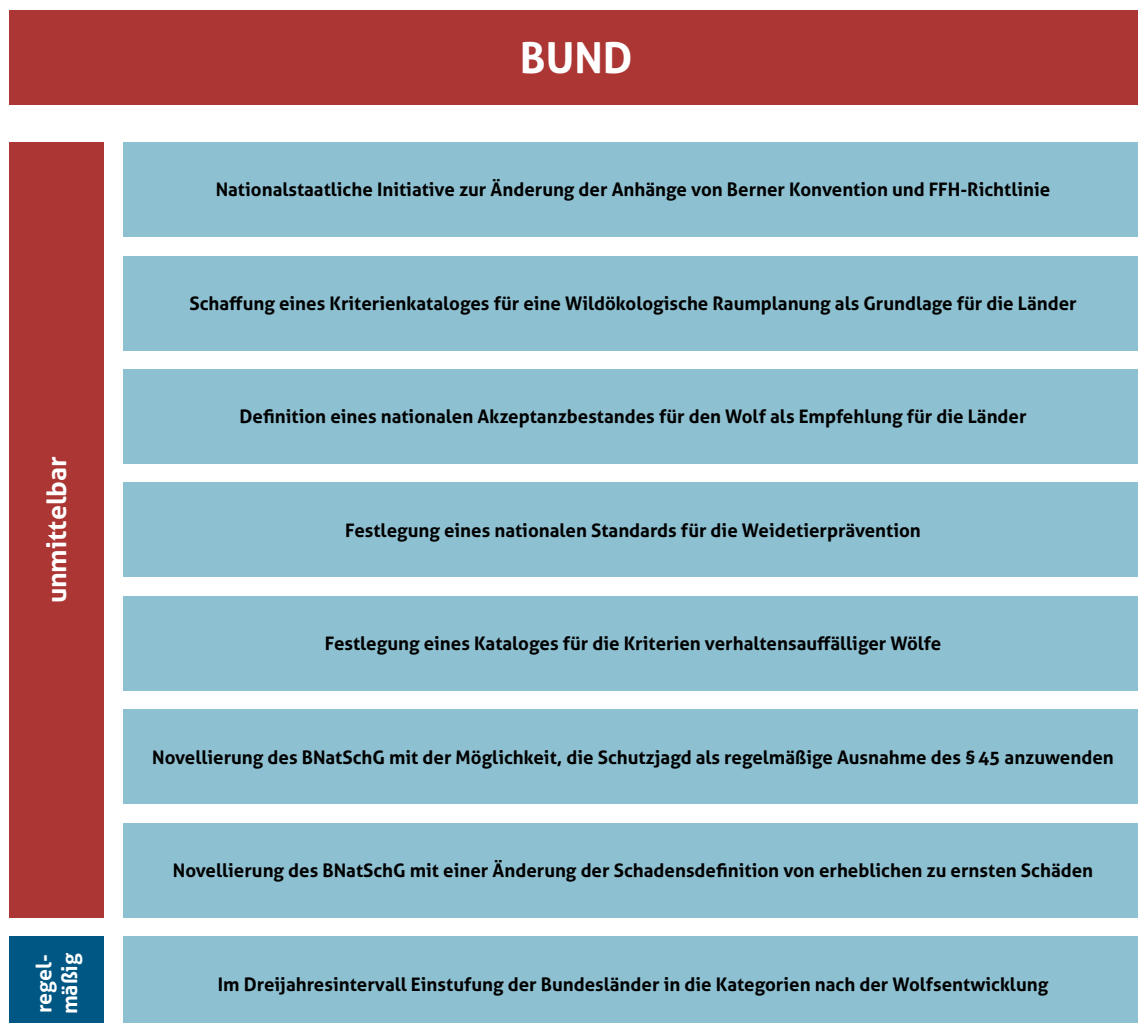 BUND
unmittelbar
Nationalstaatliche Initiative zur Änderung der Anhänge von Berner Konvention und FFH-Richtlinie
Schaffung eines Kriterienkataloges für eine Wildökologische Raumplanung als Grundlage für die Länder
Definition eines nationalen Akzeptanzbestandes für den Wolf als Empfehlung für die Länder
Festlegung eines nationalen Standards für die Weidetierprävention
Festlegung eines Kataloges für die Kriterien verhaltensauffälliger Wölfe
Novellierung des BNatSchG mit der Möglichkeit, die Schutzjagd als regelmäßige Ausnahme des § 45 anzuwenden
Novellierung des BNatSchG mit einer Änderung der Schadensdefinition von erheblichen zu ernsten Schäden
regel-
mäßig
Im Dreijahresintervall Einstufung der Bundesländer in die Kategorien nach der Wolfsentwicklung